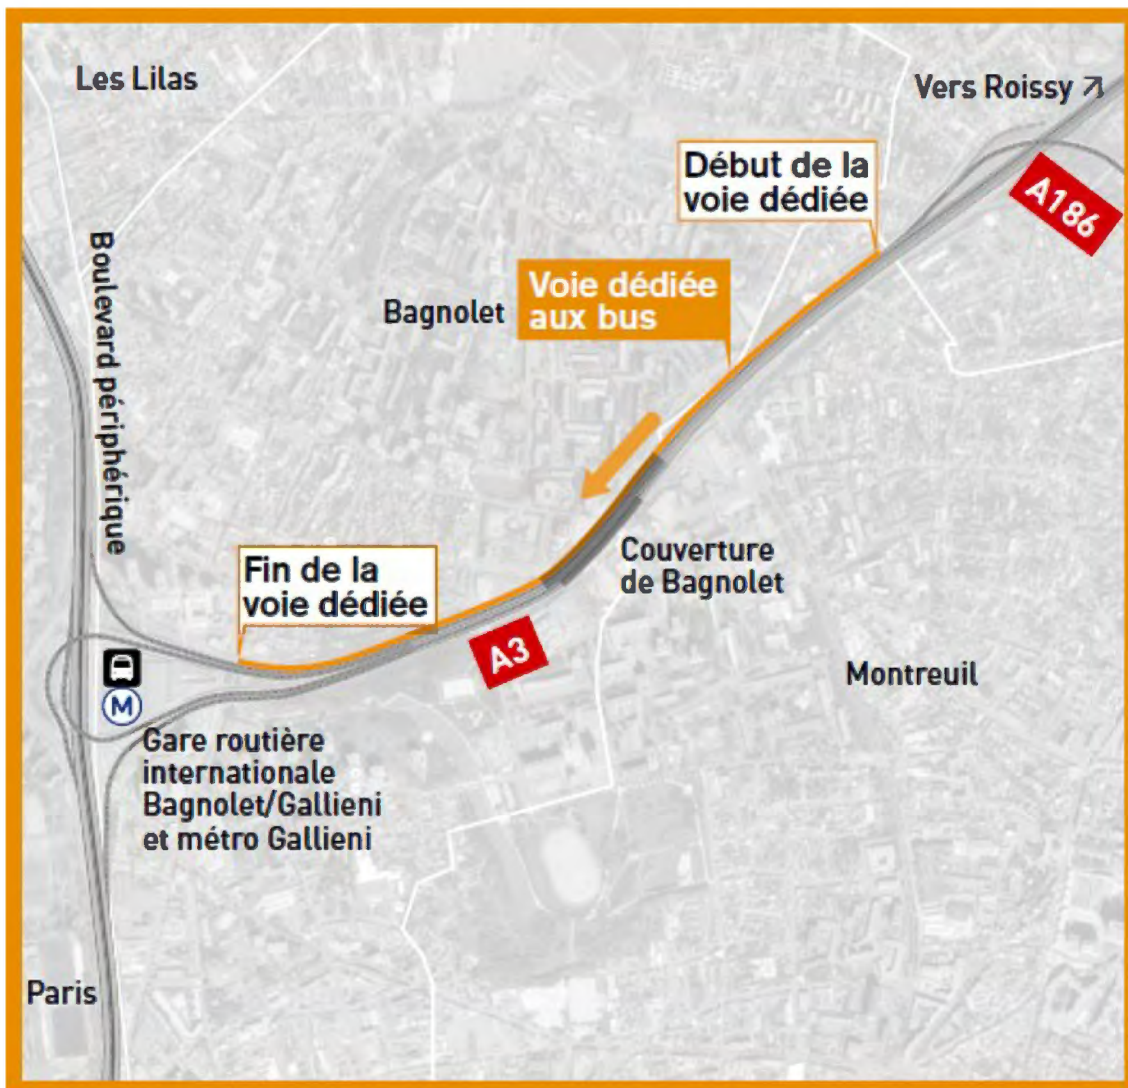 Les Lilas
Vers Roissy
Début de la
voie dédiée
A186
Boulevard périphérique
Voie dédiée
aux bus
Bagnolet
Couverture
de Bagnolet
Fin de la
voie dédiée
A3
Montreuil
M
Gare routière
internationale
Bagnolet/Gallieni
et métro Gallieni
Paris